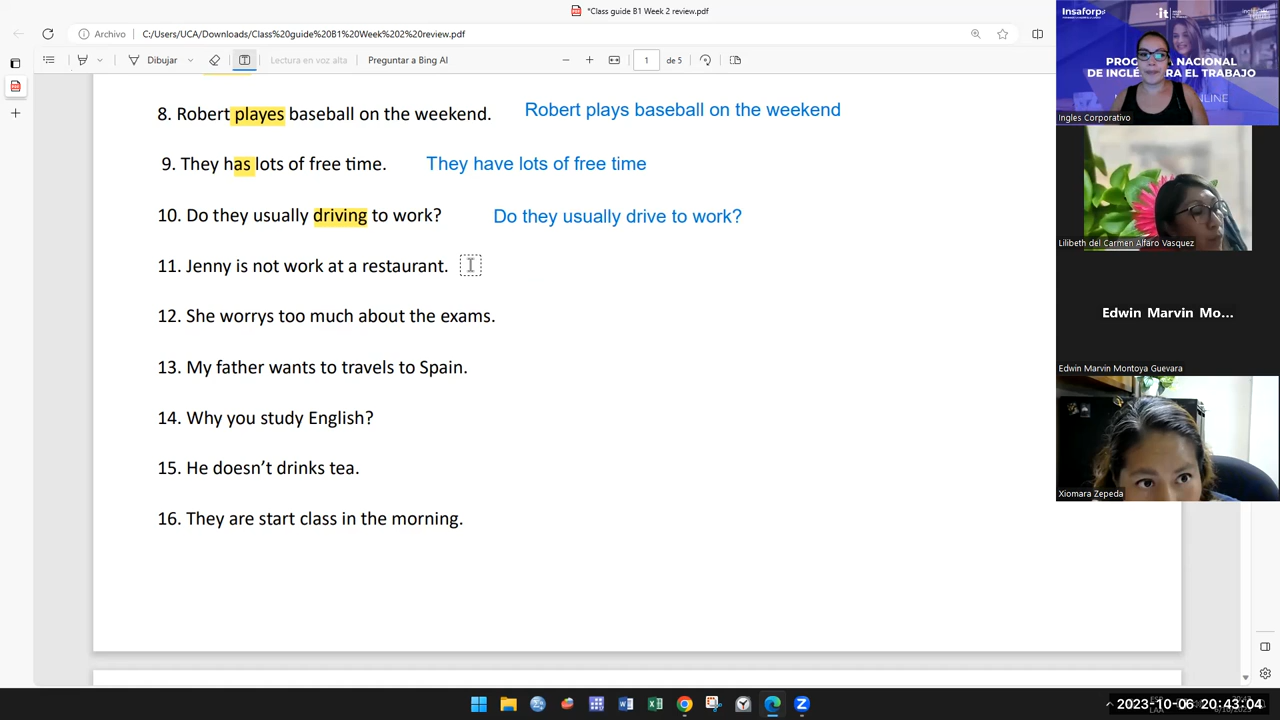 *Class guide B1 Week 2 review.pdf
Archivo
C:/Users/UCA/Downloads/Class%20guide%20B1%20Week%202%20review.pdf
Dibujar
Lectura en voz alta
Preguntar a Bing AI
1 de 5
8. Robert playes baseball on the weekend. Robert plays baseball on the weekend
9. They has lots of free time. They have lots of free time
10. Do they usually driving to work? Do they usually drive to work?
11. Jenny is not work at a restaurant.
12. She worrys too much about the exams.
13. My father wants to travels to Spain.
14. Why you study English?
15. He doesn't drinks tea.
16. They are start class in the morning.
Insaforp
Ingles Corporativo
Lilibeth del Carmen Alfaro Vasquez
Edwin Marvin Mo...
Edwin Marvin Montoya Guevara
Xiomara Zepeda
2023-10-06 20:43:04